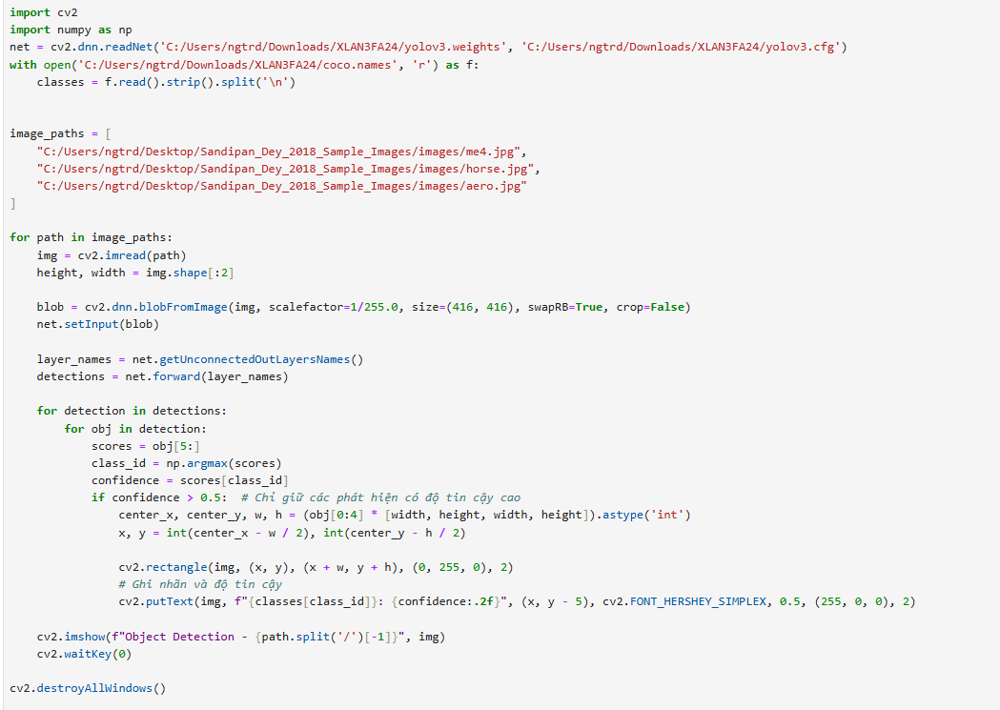 import cv2
import numpy as np
net = cv2.dnn.readNet('C:/Users/ngtrd/Downloads/XLAN3FA24/yolov3.weights', 'C:/Users/ngtrd/Downloads/XLAN3FA24/yolov3.cfg')
with open('C:/Users/ngtrd/Downloads/XLAN3FA24/coco.names', 'r') as f:
    classes = f.read().strip().split('\n')
image_paths = [
    "C:/Users/ngtrd/Desktop/Sandipan_Dey_2018_Sample_Images/images/me4.jpg",
    "C:/Users/ngtrd/Desktop/Sandipan_Dey_2018_Sample_Images/images/horse.jpg",
    "C:/Users/ngtrd/Desktop/Sandipan_Dey_2018_Sample_Images/images/aero.jpg"
]
for path in image_paths:
    img = cv2.imread(path)
    height, width = img.shape[:2]
    blob = cv2.dnn.blobFromImage(img, scalefactor=1/255.0, size=(416, 416), swapRB=True, crop=False)
    net.setInput(blob)
    layer_names = net.getUnconnectedOutLayersNames()
    detections = net.forward(layer_names)
    for detection in detections:
        for obj in detection:
            scores = obj[5:]
            class_id = np.argmax(scores)
            confidence = scores[class_id]
            if confidence > 0.5:  # Chỉ giữ các phát hiện có độ tin cậy cao
                center_x, center_y, w, h = (obj[0:4] * [width, height, width, height]).astype('int')
                x, y = int(center_x - w / 2), int(center_y - h / 2)
                cv2.rectangle(img, (x, y), (x + w, y + h), (0, 255, 0), 2)
                # Ghi nhãn và độ tin cậy
                cv2.putText(img, f"{classes[class_id]}: {confidence:.2f}", (x, y - 5), cv2.FONT_HERSHEY_SIMPLEX, 0.5, (255, 0, 0), 2)
    cv2.imshow(f"Object Detection - {path.split('/')[-1]}", img)
    cv2.waitKey(0)
cv2.destroyAllWindows()